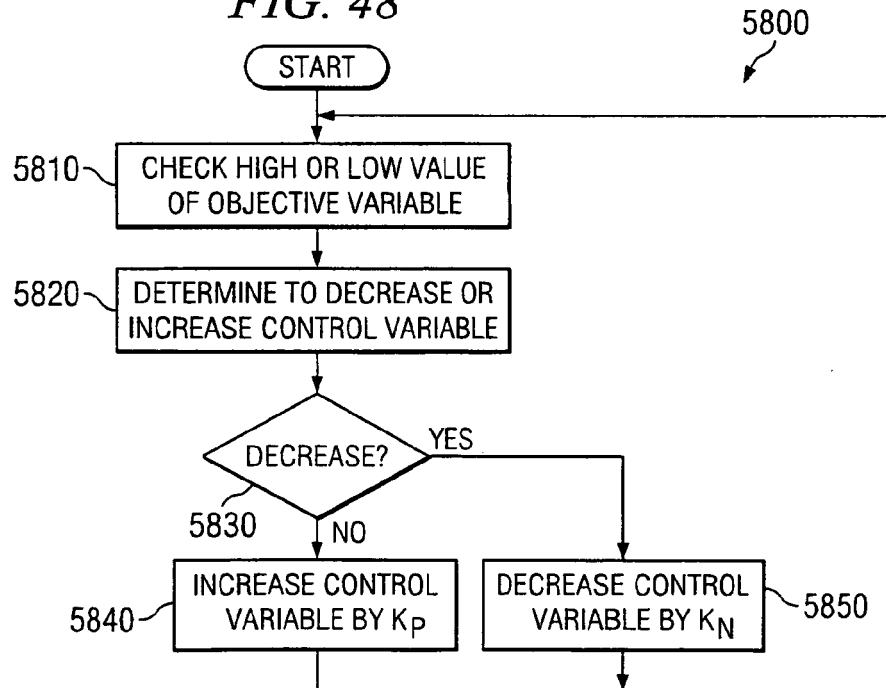 FIG. 48
5800
START
5810
CHECK HIGH OR LOW VALUE
OF OBJECTIVE VARIABLE
5820
DETERMINE TO DECREASE OR
INCREASE CONTROL VARIABLE
DECREASE?
YES
5830
NO
5840
INCREASE CONTROL
VARIABLE BY KP
DECREASE CONTROL
VARIABLE BY KN
5850